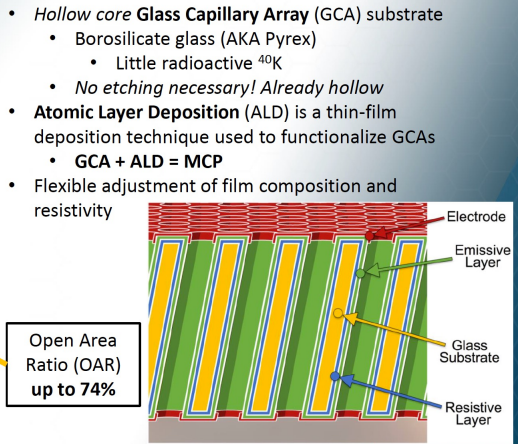 • Hollow core Glass Capillary Array (GCA) substrate
• Borosilicate glass (AKA Pyrex)
• Little radioactive ⁴⁰K
• No etching necessary! Already hollow
• Atomic Layer Deposition (ALD) is a thin-film
deposition technique used to functionalize GCAs
• GCA + ALD = MCP
• Flexible adjustment of film composition and
resistivity
Electrode
Emissive
Layer
Glass
Substrate
Resistive
Layer
Open Area
Ratio (OAR)
up to 74%